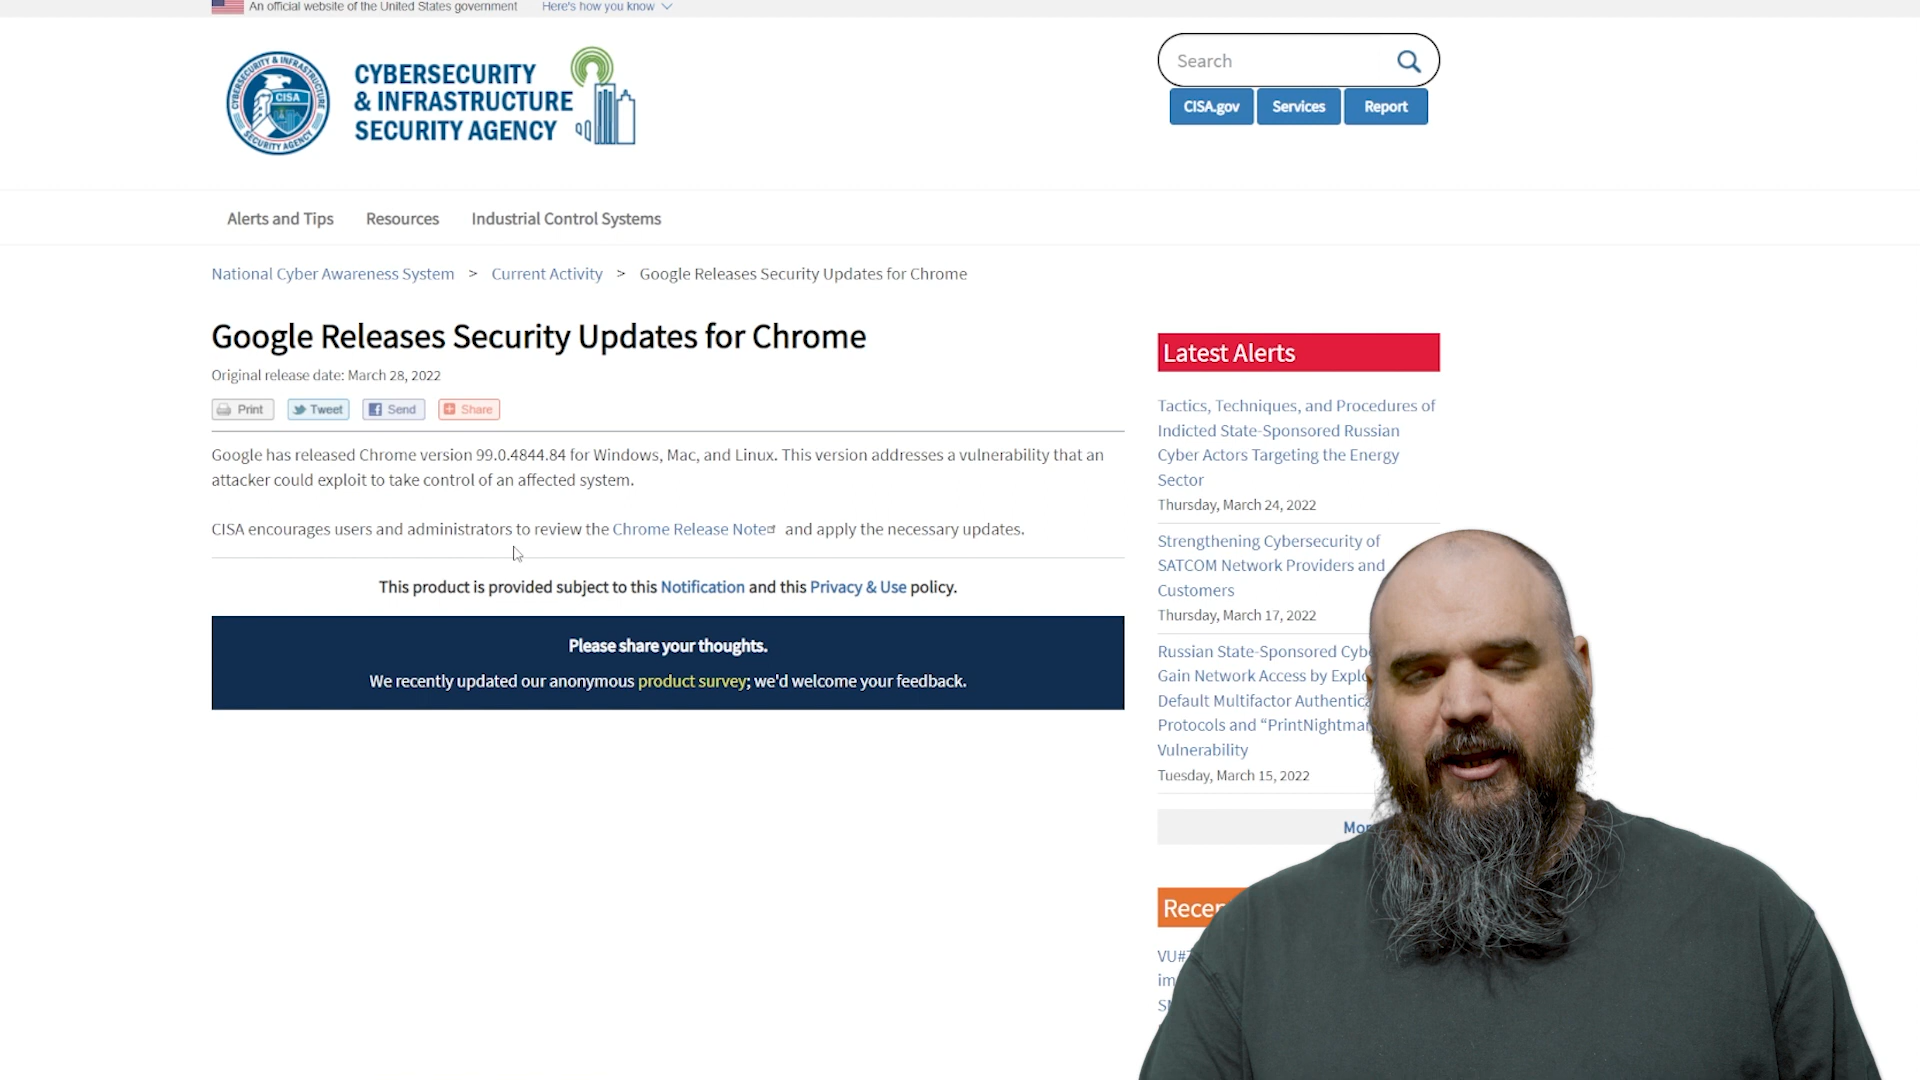 An official website of the United States government Here's how you know
CYBERSECURITY & INFRASTRUCTURE
CISA
SECURITY AGENCY
CYBERSECURITY
& INFRASTRUCTURE
SECURITY AGENCY
Search
CISA.gov Services Report
Alerts and Tips Resources Industrial Control Systems
National Cyber Awareness System > Current Activity > Google Releases Security Updates for Chrome
Google Releases Security Updates for Chrome
Original release date: March 28, 2022
Print Tweet Send Share
Google has released Chrome version 99.0.4844.84 for Windows, Mac, and Linux. This version addresses a vulnerability that an
attacker could exploit to take control of an affected system.
CISA encourages users and administrators to review the Chrome Release Note and apply the necessary updates.
This product is provided subject to this Notification and this Privacy & Use policy.
Please share your thoughts.
We recently updated our anonymous product survey; we'd welcome your feedback.
Latest Alerts
Tactics, Techniques, and Procedures of
Indicted State-Sponsored Russian
Cyber Actors Targeting the Energy
Sector
Thursday, March 24, 2022
Strengthening Cybersecurity of
SATCOM Network Providers and
Customers
Thursday, March 17, 2022
Russian State-Sponsored
Gain Network Access by
Default Multifactor
Protocols and
Vulnerability
Tuesday, March 15, 2022